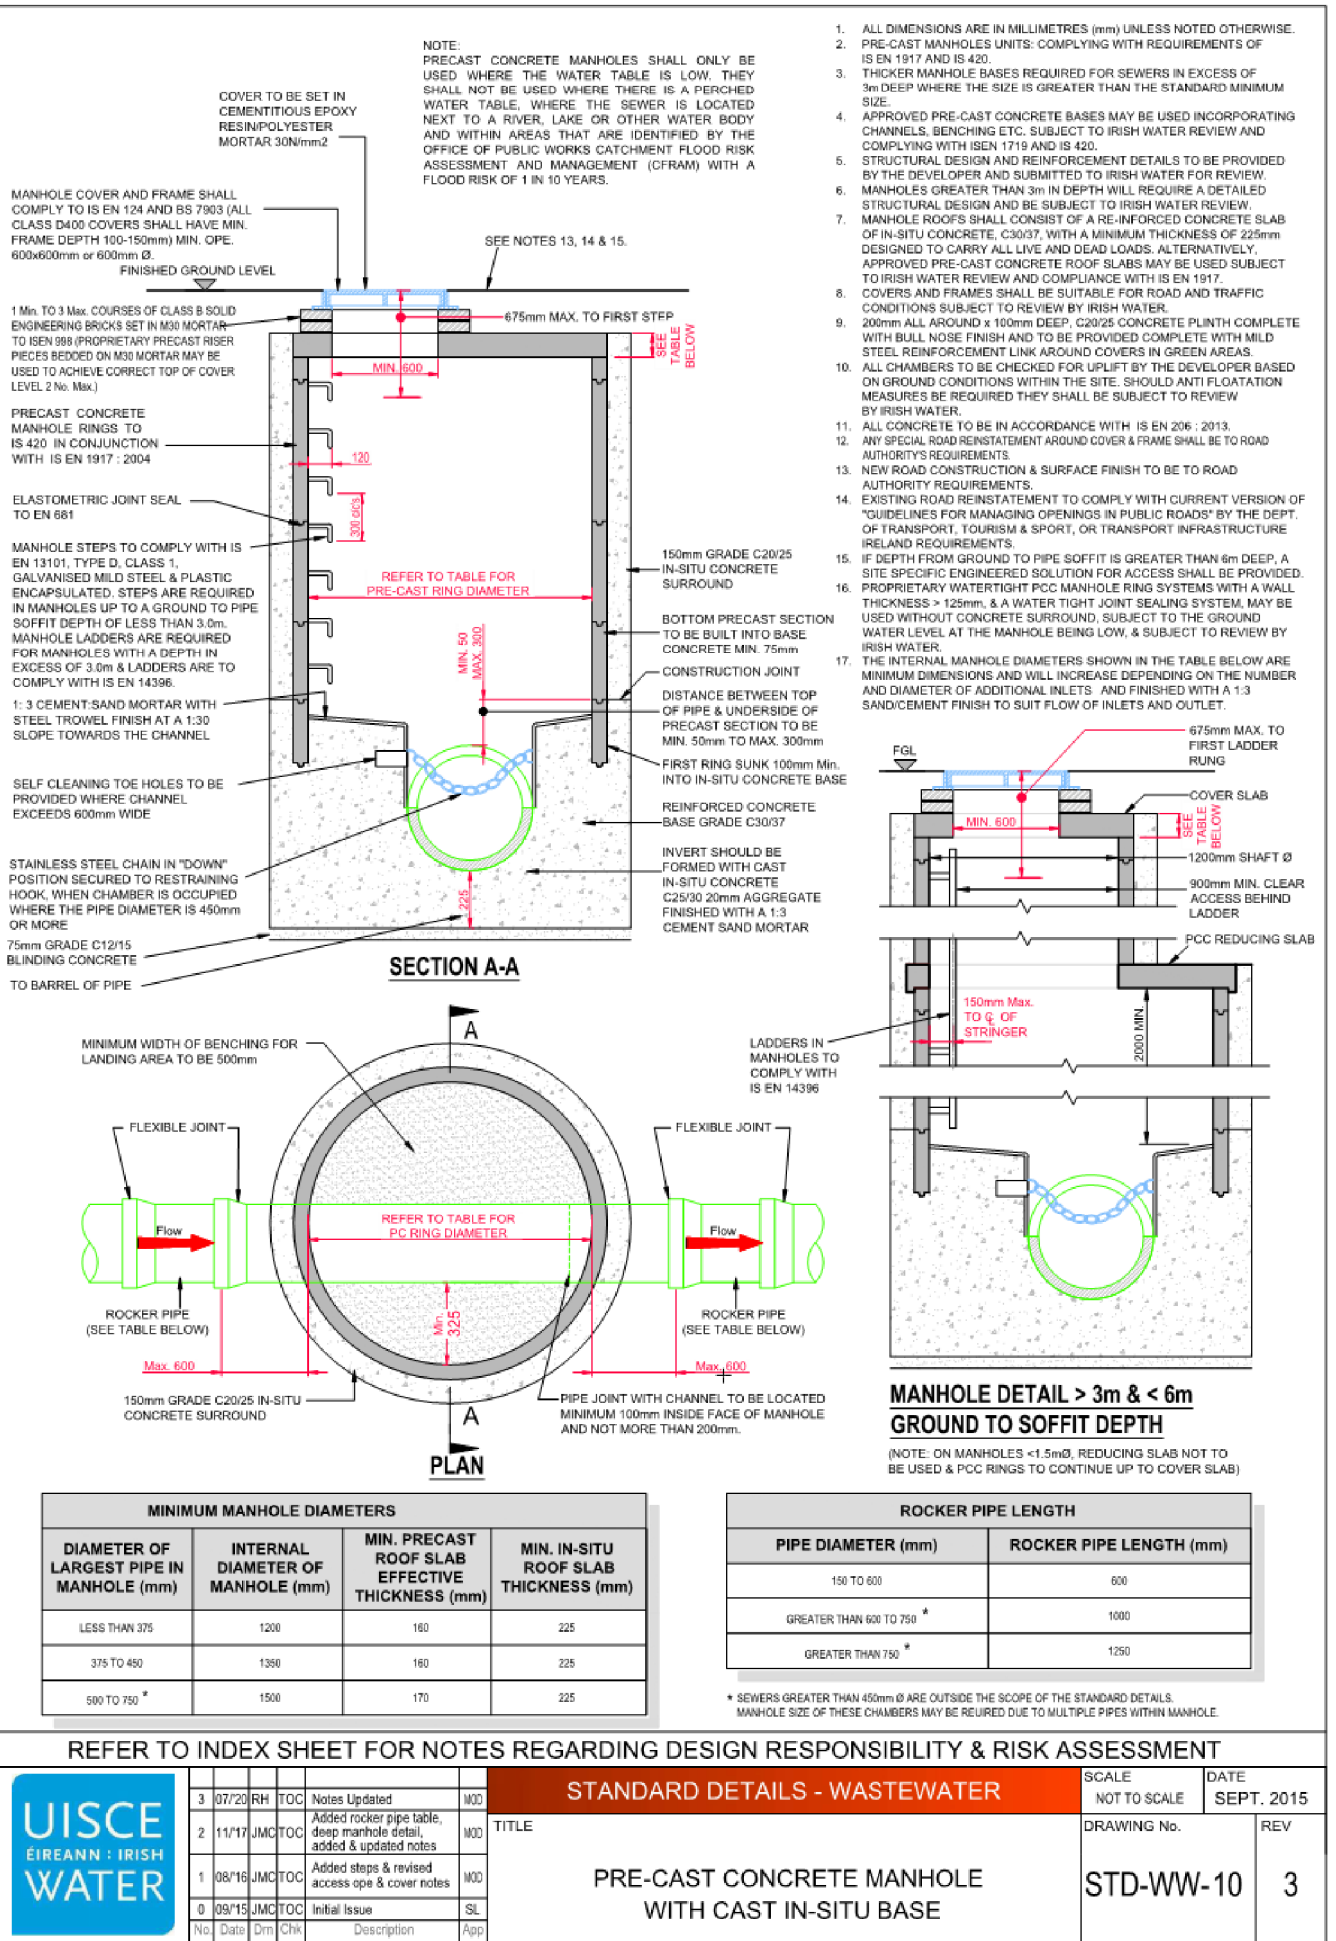 NOTE:
PRECAST CONCRETE MANHOLES SHALL ONLY BE
USED WHERE THE WATER TABLE IS LOW. THEY
SHALL NOT BE USED WHERE THERE IS A PERCHED
WATER TABLE, WHERE THE SEWER IS LOCATED
NEXT TO A RIVER, LAKE OR OTHER WATER BODY
AND WITHIN AREAS THAT ARE IDENTIFIED BY THE
OFFICE OF PUBLIC WORKS CATCHMENT FLOOD RISK
ASSESSMENT AND MANAGEMENT (CFRAM) WITH A
FLOOD RISK OF 1 IN 10 YEARS.
COVER TO BE SET IN
CEMENTITIOUS EPOXY
RESIN/POLYESTER
MORTAR 30N/mm2
MANHOLE COVER AND FRAME SHALL
COMPLY TO IS EN 124 AND BS 7903 (ALL
CLASS D400 COVERS SHALL HAVE MIN.
FRAME DEPTH 100-150mm) MIN. OPE.
600x600mm or 600mm Ø.
FINISHED GROUND LEVEL
SEE NOTES 13, 14 & 15.
1 Min. TO 3 Max. COURSES OF CLASS B SOLID
ENGINEERING BRICKS SET IN M30 MORTAR
TO ISEN 998 (PROPRIETARY PRECAST RISER
PIECES BEDDED ON M30 MORTAR MAY BE
USED TO ACHIEVE CORRECT TOP OF COVER
LEVEL 2 No. Max.)
675mm MAX. TO FIRST STEP
SEE
TABLE
BELOW
MIN. 600
PRECAST CONCRETE
MANHOLE RINGS TO
IS 420 IN CONJUNCTION
WITH IS EN 1917 : 2004
120
ELASTOMETRIC JOINT SEAL
TO EN 681
300 c/c's
MANHOLE STEPS TO COMPLY WITH IS
EN 13101, TYPE D, CLASS 1,
GALVANISED MILD STEEL & PLASTIC
ENCAPSULATED. STEPS ARE REQUIRED
IN MANHOLES UP TO A GROUND TO PIPE
SOFFIT DEPTH OF LESS THAN 3.0m.
MANHOLE LADDERS ARE REQUIRED
FOR MANHOLES WITH A DEPTH IN
EXCESS OF 3.0m & LADDERS ARE TO
COMPLY WITH IS EN 14396.
REFER TO TABLE FOR
PRE-CAST RING DIAMETER
MIN. 50
MAX. 300
150mm GRADE C20/25
IN-SITU CONCRETE
SURROUND
BOTTOM PRECAST SECTION
TO BE BUILT INTO BASE
CONCRETE MIN. 75mm
CONSTRUCTION JOINT
DISTANCE BETWEEN TOP
OF PIPE & UNDERSIDE OF
PRECAST SECTION TO BE
MIN. 50mm TO MAX. 300mm
FIRST RING SUNK 100mm Min.
INTO IN-SITU CONCRETE BASE
REINFORCED CONCRETE
BASE GRADE C30/37
INVERT SHOULD BE
FORMED WITH CAST
IN-SITU CONCRETE
C25/30 20mm AGGREGATE
FINISHED WITH A 1:3
CEMENT SAND MORTAR
1: 3 CEMENT:SAND MORTAR WITH
STEEL TROWEL FINISH AT A 1:30
SLOPE TOWARDS THE CHANNEL
SELF CLEANING TOE HOLES TO BE
PROVIDED WHERE CHANNEL
EXCEEDS 600mm WIDE
STAINLESS STEEL CHAIN IN "DOWN"
POSITION SECURED TO RESTRAINING
HOOK, WHEN CHAMBER IS OCCUPIED
WHERE THE PIPE DIAMETER IS 450mm
OR MORE
75mm GRADE C12/15
BLINDING CONCRETE
TO BARREL OF PIPE
225
SECTION A-A
A
MINIMUM WIDTH OF BENCHING FOR
LANDING AREA TO BE 500mm
FLEXIBLE JOINT
FLEXIBLE JOINT
Flow
REFER TO TABLE FOR
PC RING DIAMETER
Flow
ROCKER PIPE
(SEE TABLE BELOW)
Min.
325
ROCKER PIPE
(SEE TABLE BELOW)
Max. 600
Max. 600
150mm GRADE C20/25 IN-SITU
CONCRETE SURROUND
PIPE JOINT WITH CHANNEL TO BE LOCATED
MINIMUM 100mm INSIDE FACE OF MANHOLE
AND NOT MORE THAN 200mm.
A
PLAN
1. ALL DIMENSIONS ARE IN MILLIMETRES (mm) UNLESS NOTED OTHERWISE.
2. PRE-CAST MANHOLES UNITS: COMPLYING WITH REQUIREMENTS OF
IS EN 1917 AND IS 420.
3. THICKER MANHOLE BASES REQUIRED FOR SEWERS IN EXCESS OF
3m DEEP WHERE THE SIZE IS GREATER THAN THE STANDARD MINIMUM
SIZE.
4. APPROVED PRE-CAST CONCRETE BASES MAY BE USED INCORPORATING
CHANNELS, BENCHING ETC. SUBJECT TO IRISH WATER REVIEW AND
COMPLYING WITH ISEN 1719 AND IS 420.
5. STRUCTURAL DESIGN AND REINFORCEMENT DETAILS TO BE PROVIDED
BY THE DEVELOPER AND SUBMITTED TO IRISH WATER FOR REVIEW.
6. MANHOLES GREATER THAN 3m IN DEPTH WILL REQUIRE A DETAILED
STRUCTURAL DESIGN AND BE SUBJECT TO IRISH WATER REVIEW.
7. MANHOLE ROOFS SHALL CONSIST OF A RE-INFORCED CONCRETE SLAB
OF IN-SITU CONCRETE, C30/37, WITH A MINIMUM THICKNESS OF 225mm
DESIGNED TO CARRY ALL LIVE AND DEAD LOADS. ALTERNATIVELY,
APPROVED PRE-CAST CONCRETE ROOF SLABS MAY BE USED SUBJECT
TO IRISH WATER REVIEW AND COMPLIANCE WITH IS EN 1917.
8. COVERS AND FRAMES SHALL BE SUITABLE FOR ROAD AND TRAFFIC
CONDITIONS SUBJECT TO REVIEW BY IRISH WATER.
9. 200mm ALL AROUND x 100mm DEEP, C20/25 CONCRETE PLINTH COMPLETE
WITH BULL NOSE FINISH AND TO BE PROVIDED COMPLETE WITH MILD
STEEL REINFORCEMENT LINK AROUND COVERS IN GREEN AREAS.
10. ALL CHAMBERS TO BE CHECKED FOR UPLIFT BY THE DEVELOPER BASED
ON GROUND CONDITIONS WITHIN THE SITE. SHOULD ANTI FLOATATION
MEASURES BE REQUIRED THEY SHALL BE SUBJECT TO REVIEW
BY IRISH WATER.
11. ALL CONCRETE TO BE IN ACCORDANCE WITH IS EN 206 : 2013.
12. ANY SPECIAL ROAD REINSTATEMENT AROUND COVER & FRAME SHALL BE TO ROAD
AUTHORITY'S REQUIREMENTS.
13. NEW ROAD CONSTRUCTION & SURFACE FINISH TO BE TO ROAD
AUTHORITY REQUIREMENTS.
14. EXISTING ROAD REINSTATEMENT TO COMPLY WITH CURRENT VERSION OF
"GUIDELINES FOR MANAGING OPENINGS IN PUBLIC ROADS" BY THE DEPT.
OF TRANSPORT, TOURISM & SPORT, OR TRANSPORT INFRASTRUCTURE
IRELAND REQUIREMENTS.
15. IF DEPTH FROM GROUND TO PIPE SOFFIT IS GREATER THAN 6m DEEP, A
SITE SPECIFIC ENGINEERED SOLUTION FOR ACCESS SHALL BE PROVIDED.
16. PROPRIETARY WATERTIGHT PCC MANHOLE RING SYSTEMS WITH A WALL
THICKNESS > 125mm, & A WATER TIGHT JOINT SEALING SYSTEM, MAY BE
USED WITHOUT CONCRETE SURROUND, SUBJECT TO THE GROUND
WATER LEVEL AT THE MANHOLE BEING LOW, & SUBJECT TO REVIEW BY
IRISH WATER.
17. THE INTERNAL MANHOLE DIAMETERS SHOWN IN THE TABLE BELOW ARE
MINIMUM DIMENSIONS AND WILL INCREASE DEPENDING ON THE NUMBER
AND DIAMETER OF ADDITIONAL INLETS AND FINISHED WITH A 1:3
SAND/CEMENT FINISH TO SUIT FLOW OF INLETS AND OUTLET.
FGL
675mm MAX. TO
FIRST LADDER
RUNG
COVER SLAB
MIN. 600
SEE
TABLE
BELOW
1200mm SHAFT Ø
900mm MIN. CLEAR
ACCESS BEHIND
LADDER
PCC REDUCING SLAB
150mm Max.
TO ℄ OF
STRINGER
2000 MIN.
LADDERS IN
MANHOLES TO
COMPLY WITH
IS EN 14396
MANHOLE DETAIL > 3m & < 6m
GROUND TO SOFFIT DEPTH
(NOTE: ON MANHOLES <1.5mØ, REDUCING SLAB NOT TO
BE USED & PCC RINGS TO CONTINUE UP TO COVER SLAB)
MINIMUM MANHOLE DIAMETERS
DIAMETER OF LARGEST PIPE IN MANHOLE (mm) INTERNAL DIAMETER OF MANHOLE (mm) MIN. PRECAST ROOF SLAB EFFECTIVE THICKNESS (mm) MIN. IN-SITU ROOF SLAB THICKNESS (mm)
LESS THAN 375 1200 160 225
375 TO 450 1350 160 225
500 TO 750 * 1500 170 225
ROCKER PIPE LENGTH
PIPE DIAMETER (mm) ROCKER PIPE LENGTH (mm)
150 TO 600 600
GREATER THAN 600 TO 750 * 1000
GREATER THAN 750 * 1250
* SEWERS GREATER THAN 450mm Ø ARE OUTSIDE THE SCOPE OF THE STANDARD DETAILS.
MANHOLE SIZE OF THESE CHAMBERS MAY BE REUIRED DUE TO MULTIPLE PIPES WITHIN MANHOLE.
REFER TO INDEX SHEET FOR NOTES REGARDING DESIGN RESPONSIBILITY & RISK ASSESSMENT
UISCE
ÉIREANN : IRISH
WATER
3 07/'20 RH TOC Notes Updated MOD
2 11/'17 JMC TOC Added rocker pipe table, deep manhole detail, added & updated notes MOD
1 08/'16 JMC TOC Added steps & revised access ope & cover notes MOD
0 09/'15 JMC TOC Initial Issue SL
No. Date Drn Chk Description App
STANDARD DETAILS - WASTEWATER
TITLE
PRE-CAST CONCRETE MANHOLE
WITH CAST IN-SITU BASE
SCALE
NOT TO SCALE
DATE
SEPT. 2015
DRAWING No.
STD-WW-10
REV
3